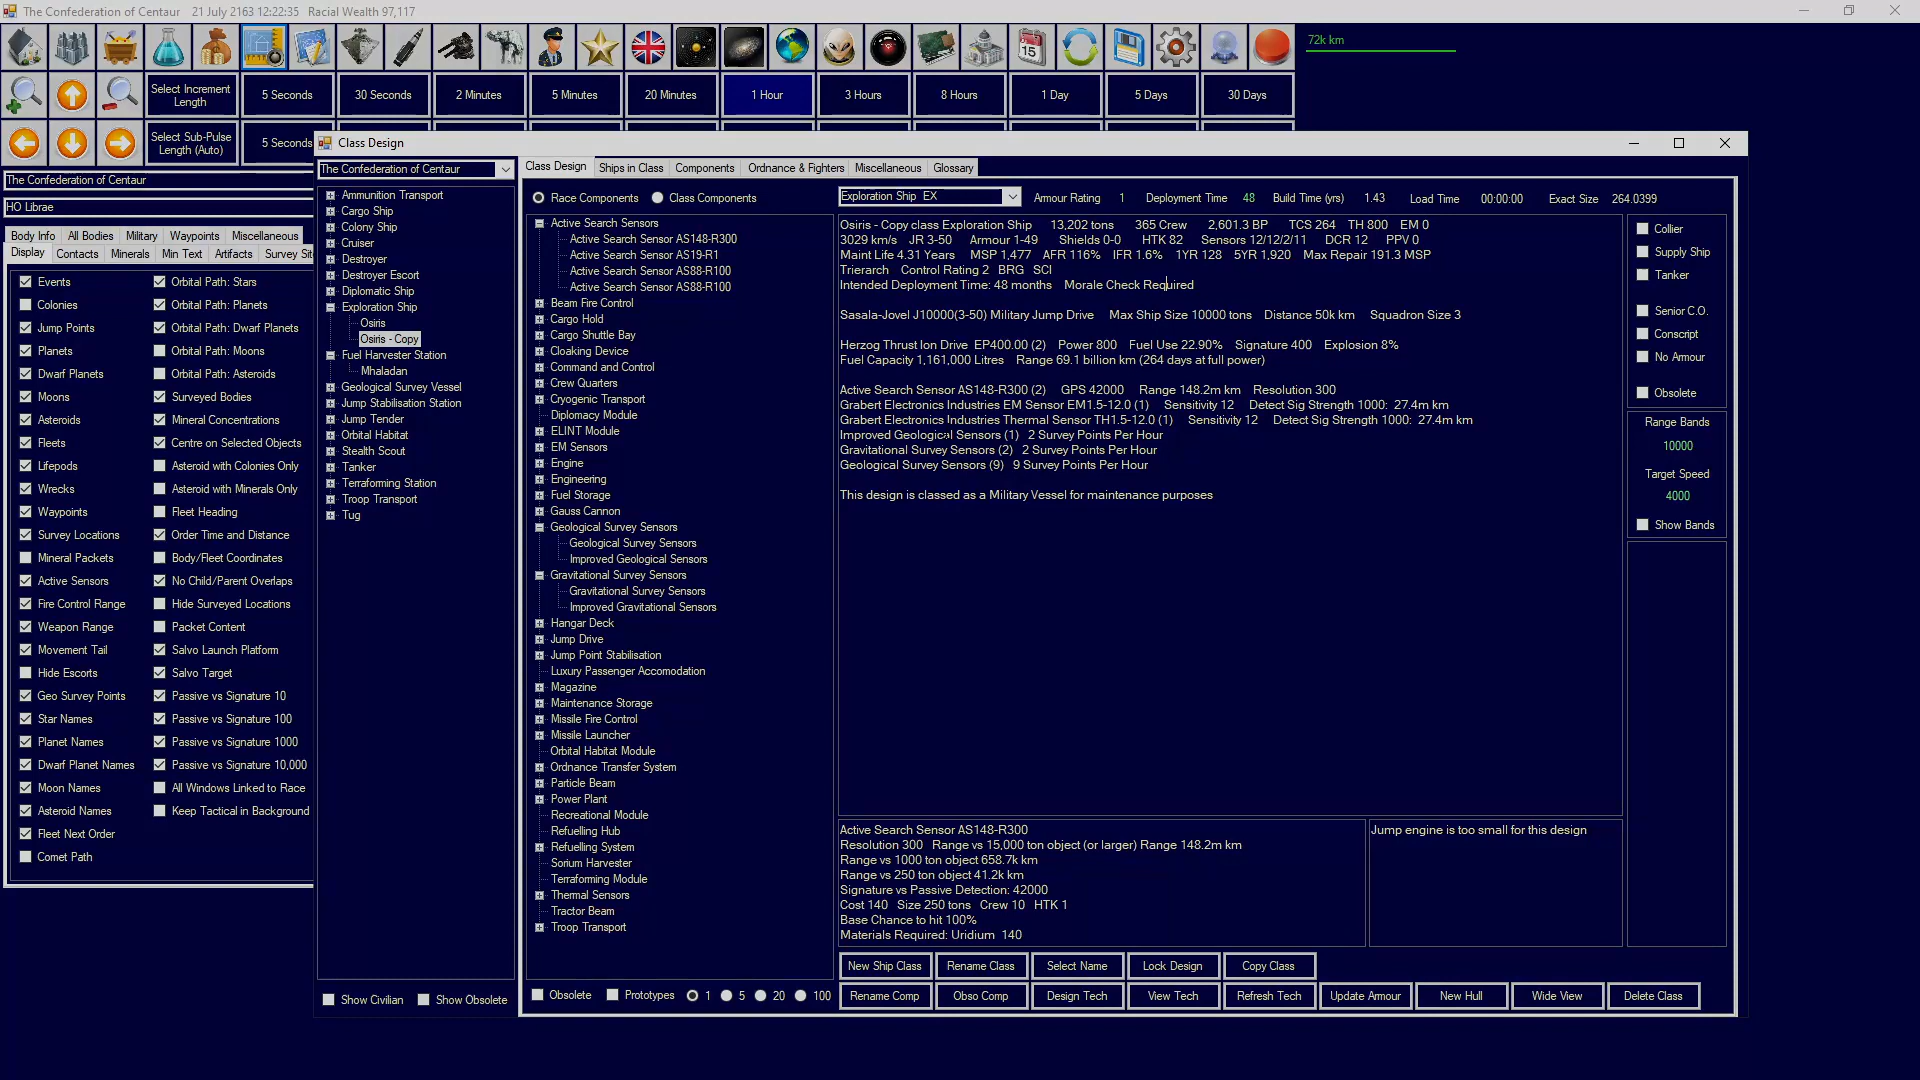 The Confederation of Centaur    21 July 2163 12:22:35    Racial Wealth 97,117
15
72k km
Select Increment Length
5 Seconds
30 Seconds
2 Minutes
5 Minutes
20 Minutes
1 Hour
3 Hours
8 Hours
1 Day
5 Days
30 Days
Select Sub-Pulse Length (Auto)
5 Seconds
The Confederation of Centaur
HO Librae
Body Info  All Bodies  Military  Waypoints  Miscellaneous
Display  Contacts  Minerals  Min Text  Artifacts  Survey Sit
Events  Orbital Path: Stars
Colonies  Orbital Path: Planets
Jump Points  Orbital Path: Dwarf Planets
Planets  Orbital Path: Moons
Dwarf Planets  Orbital Path: Asteroids
Moons  Surveyed Bodies
Asteroids  Mineral Concentrations
Fleets  Centre on Selected Objects
Lifepods  Asteroid with Colonies Only
Wrecks  Asteroid with Minerals Only
Waypoints  Fleet Heading
Survey Locations  Order Time and Distance
Mineral Packets  Body/Fleet Coordinates
Active Sensors  No Child/Parent Overlaps
Fire Control Range  Hide Surveyed Locations
Weapon Range  Packet Content
Movement Tail  Salvo Launch Platform
Hide Escorts  Salvo Target
Geo Survey Points  Passive vs Signature 10
Star Names  Passive vs Signature 100
Planet Names  Passive vs Signature 1000
Dwarf Planet Names  Passive vs Signature 10,000
Moon Names  All Windows Linked to Race
Asteroid Names  Keep Tactical in Background
Fleet Next Order
Comet Path
Class Design
The Confederation of Centaur
Ammunition Transport
Cargo Ship
Colony Ship
Cruiser
Destroyer
Destroyer Escort
Diplomatic Ship
Exploration Ship
Osiris
Osiris - Copy
Fuel Harvester Station
Mhaladan
Geological Survey Vessel
Jump Stabilisation Station
Jump Tender
Orbital Habitat
Stealth Scout
Tanker
Terraforming Station
Troop Transport
Tug
Show Civilian  Show Obsolete
Class Design  Ships in Class  Components  Ordnance & Fighters  Miscellaneous  Glossary
Race Components  Class Components
Active Search Sensors
Active Search Sensor AS148-R300
Active Search Sensor AS19-R1
Active Search Sensor AS88-R100
Active Search Sensor AS88-R100
Beam Fire Control
Cargo Hold
Cargo Shuttle Bay
Cloaking Device
Command and Control
Crew Quarters
Cryogenic Transport
Diplomacy Module
ELINT Module
EM Sensors
Engine
Engineering
Fuel Storage
Gauss Cannon
Geological Survey Sensors
Geological Survey Sensors
Improved Geological Sensors
Gravitational Survey Sensors
Gravitational Survey Sensors
Improved Gravitational Sensors
Hangar Deck
Jump Drive
Jump Point Stabilisation
Luxury Passenger Accomodation
Magazine
Maintenance Storage
Missile Fire Control
Missile Launcher
Orbital Habitat Module
Ordnance Transfer System
Particle Beam
Power Plant
Recreational Module
Refuelling Hub
Refuelling System
Sorium Harvester
Terraforming Module
Thermal Sensors
Tractor Beam
Troop Transport
Obsolete  Prototypes  1  5  20  100
Exploration Ship  EX  Armour Rating  1  Deployment Time  48  Build Time (yrs)  1.43  Load Time  00:00:00  Exact Size  264.0399
Osiris - Copy class Exploration Ship  13,202 tons  365 Crew  2,601.3 BP  TCS 264  TH 800  EM 0
3029 km/s  JR 3-50  Armour 1-49  Shields 0-0  HTK 82  Sensors 12/12/2/11  DCR 12  PPV 0
Maint Life 4.31 Years  MSP 1,477  AFR 116%  IFR 1.6%  1YR 128  5YR 1,920  Max Repair 191.3 MSP
Trierarch  Control Rating 2  BRG  SCI
Intended Deployment Time: 48 months  Morale Check Required
Sasala-Jovel J10000(3-50) Military Jump Drive  Max Ship Size 10000 tons  Distance 50k km  Squadron Size 3
Herzog Thrust Ion Drive  EP400.00 (2)  Power 800  Fuel Use 22.90%  Signature 400  Explosion 8%
Fuel Capacity 1,161,000 Litres  Range 69.1 billion km (264 days at full power)
Active Search Sensor AS148-R300 (2)  GPS 42000  Range 148.2m km  Resolution 300
Grabert Electronics Industries EM Sensor EM1.5-12.0 (1)  Sensitivity 12  Detect Sig Strength 1000:  27.4m km
Grabert Electronics Industries Thermal Sensor TH1.5-12.0 (1)  Sensitivity 12  Detect Sig Strength 1000:  27.4m km
Improved Geological Sensors (1)  2 Survey Points Per Hour
Gravitational Survey Sensors (2)  2 Survey Points Per Hour
Geological Survey Sensors (9)  9 Survey Points Per Hour
This design is classed as a Military Vessel for maintenance purposes
Active Search Sensor AS148-R300
Resolution 300  Range vs 15,000 ton object (or larger) Range 148.2m km
Range vs 1000 ton object 658.7k km
Range vs 250 ton object 41.2k km
Signature vs Passive Detection: 42000
Cost 140  Size 250 tons  Crew 10  HTK 1
Base Chance to hit 100%
Materials Required: Uridium  140
Jump engine is too small for this design
Collier
Supply Ship
Tanker
Senior C.O.
Conscript
No Armour
Obsolete
Range Bands
10000
Target Speed
4000
Show Bands
New Ship Class  Rename Class  Select Name  Lock Design  Copy Class
Rename Comp  Obso Comp  Design Tech  View Tech  Refresh Tech  Update Armour  New Hull  Wide View  Delete Class